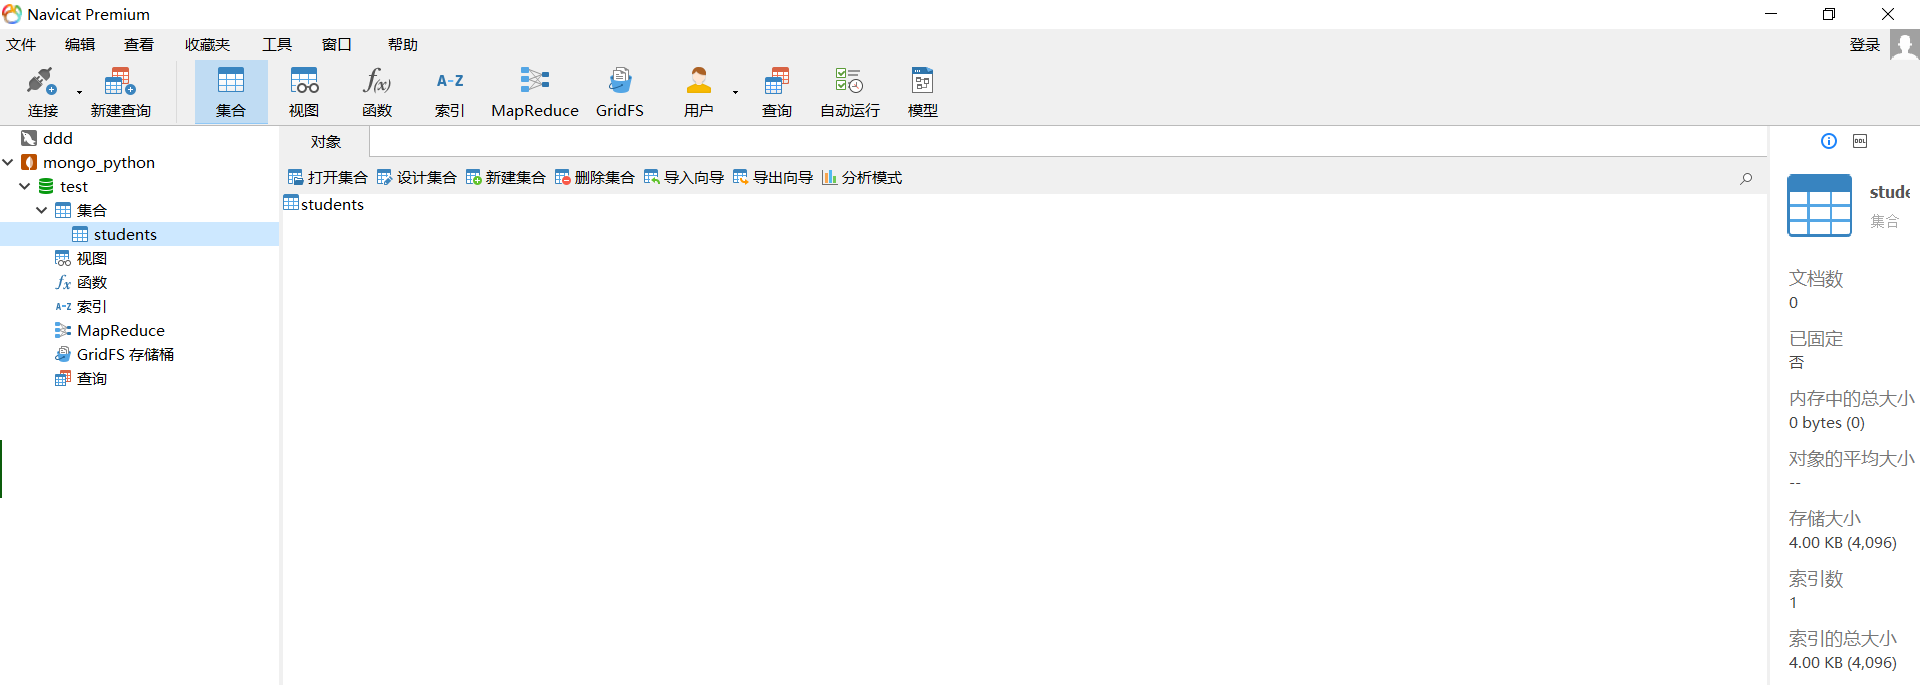 Navicat Premium
文件 编辑 查看 收藏夹 工具 窗口 帮助 登录
连接 新建查询 集合 视图 函数 索引 MapReduce GridFS 用户 查询 自动运行 模型
ddd
mongo_python
test
集合
students
视图
函数
索引
MapReduce
GridFS 存储桶
查询
对象
打开集合 设计集合 新建集合 删除集合 导入向导 导出向导 分析模式
students
stude
集合
文档数
0
已固定
否
内存中的总大小
0 bytes (0)
对象的平均大小
--
存储大小
4.00 KB (4,096)
索引数
1
索引的总大小
4.00 KB (4,096)